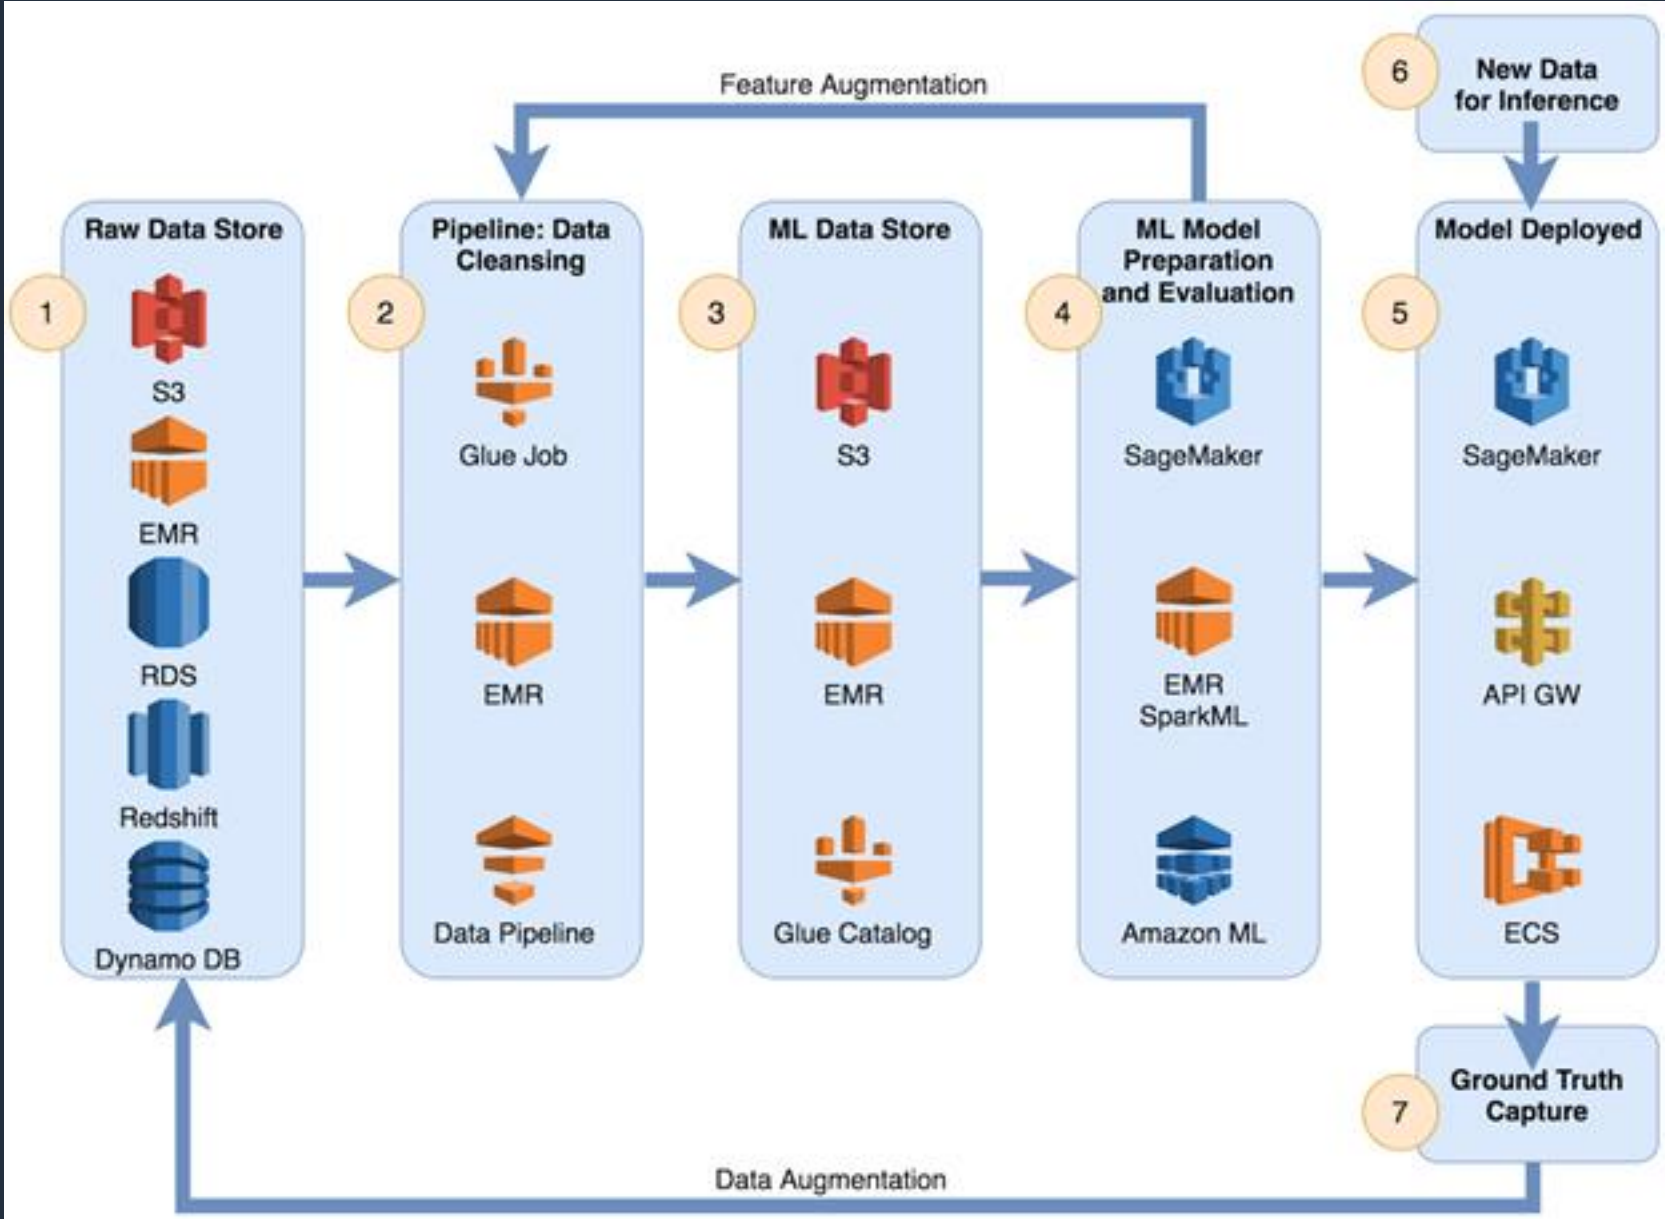 Feature Augmentation
6
New Data
for Inference
Raw Data Store
1
S3
EMR
RDS
Redshift
Dynamo DB
Pipeline: Data
Cleansing
2
Glue Job
EMR
Data Pipeline
ML Data Store
3
S3
EMR
Glue Catalog
ML Model
Preparation
and Evaluation
4
SageMaker
EMR
SparkML
Amazon ML
Model Deployed
5
SageMaker
API GW
ECS
Ground Truth
Capture
7
Data Augmentation